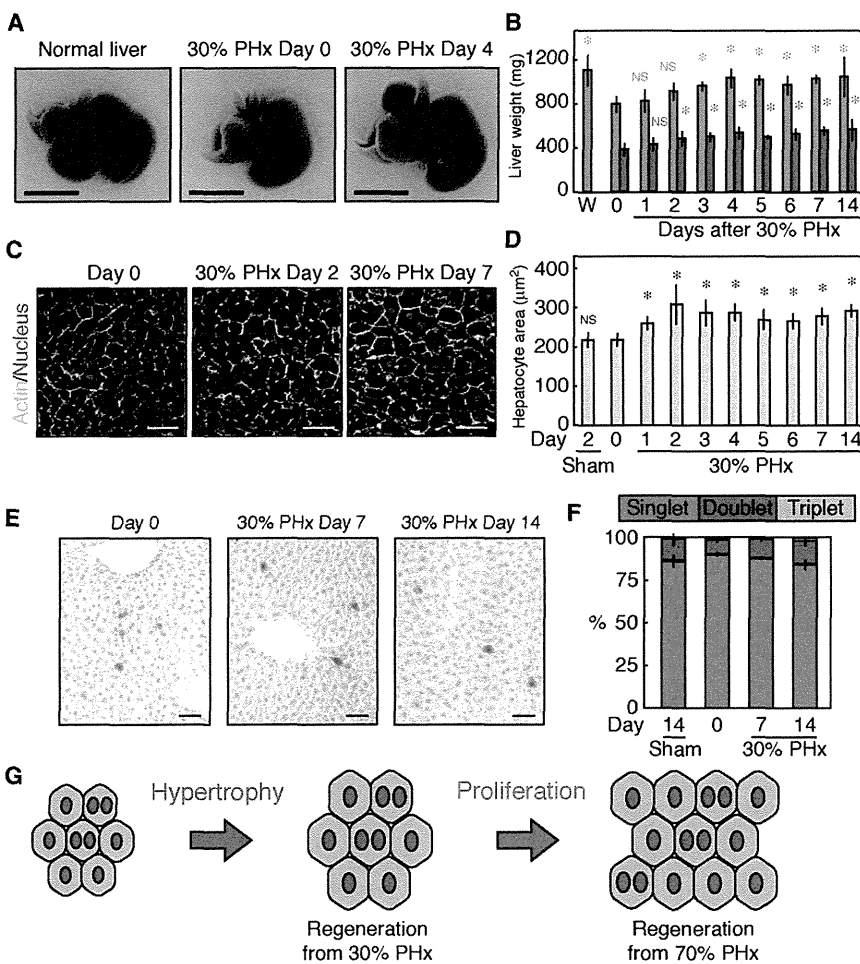 A
Normal liver
30% PHx Day 0
30% PHx Day 4
B
Liver weight (mg)
1200
800
400
0
* NS NS * * * * * *
NS * * * * * * *
W 0 1 2 3 4 5 6 7 14
Days after 30% PHx
C
Day 0
30% PHx Day 2
30% PHx Day 7
Actin/Nucleus
D
Hepatocyte area (μm²)
400
300
200
100
0
NS * * * * * * * *
Day 2 0 1 2 3 4 5 6 7 14
Sham 30% PHx
E
Day 0
30% PHx Day 7
30% PHx Day 14
F
Singlet Doublet Triplet
%
100
75
50
25
0
Day 14 0 7 14
Sham 30% PHx
G
Hypertrophy
Proliferation
Regeneration
from 30% PHx
Regeneration
from 70% PHx